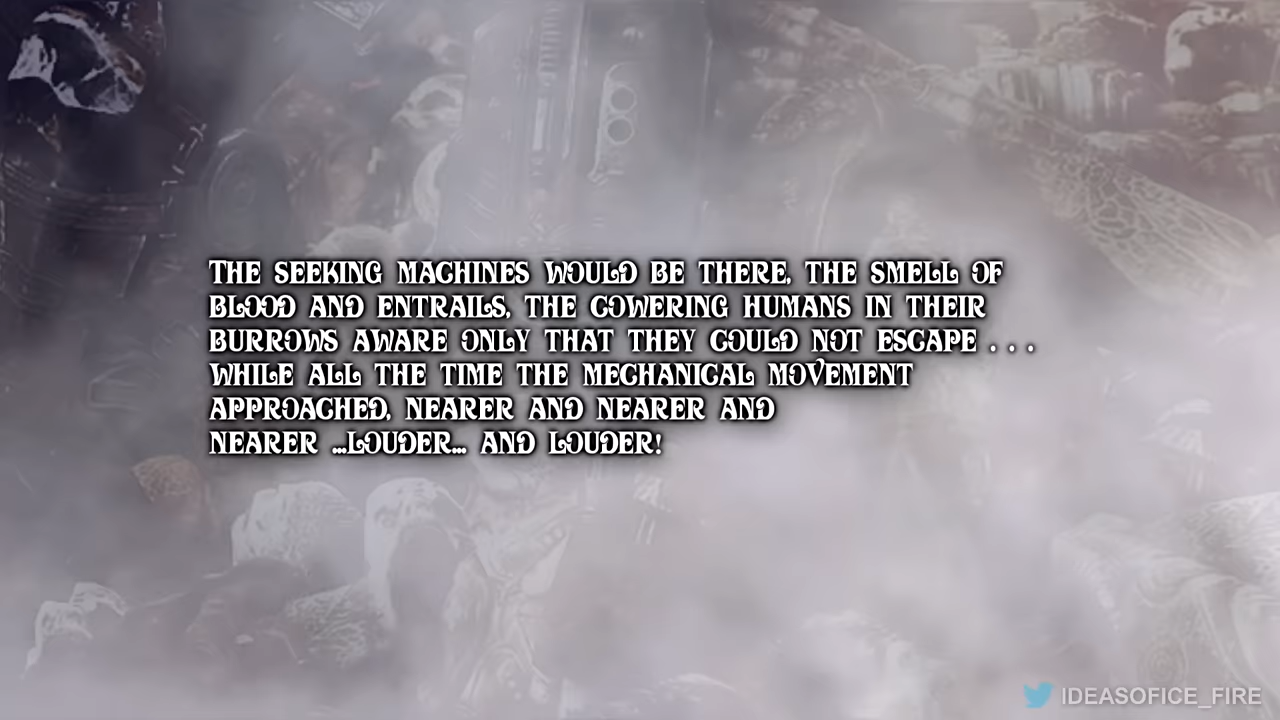 THE SEEKING MACHINES WOULD BE THERE, THE SMELL OF
BLOOD AND ENTRAILS, THE COWERING HUMANS IN THEIR
BURROWS AWARE ONLY THAT THEY COULD NOT ESCAPE . . .
WHILE ALL THE TIME THE MECHANICAL MOVEMENT
APPROACHED, NEARER AND NEARER AND
NEARER ...LOUDER... AND LOUDER!
IDEASOFICE_FIRE